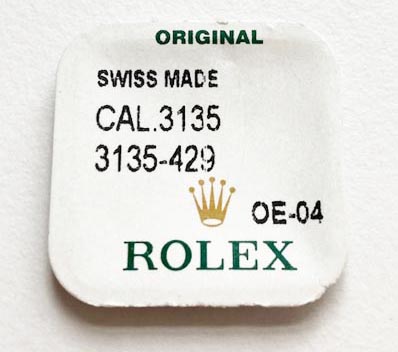 ORIGINAL
SWISS MADE
CAL.3135
3135-429
OE-04
ROLEX